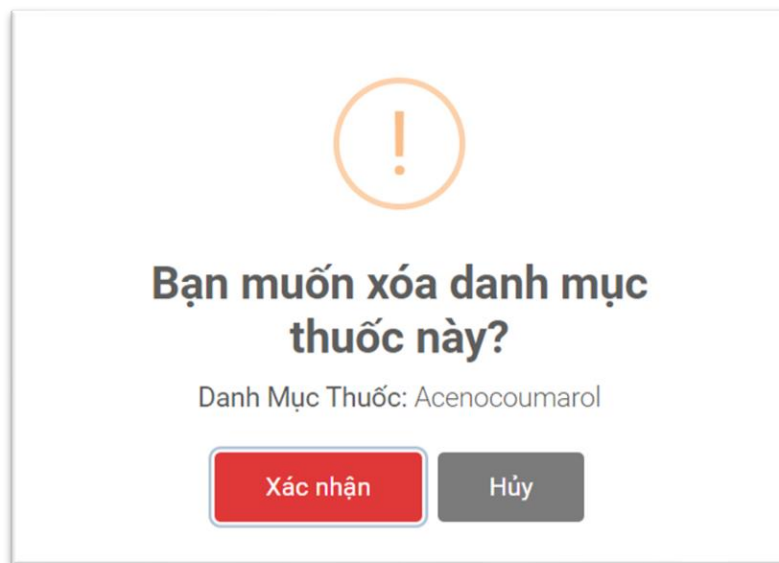 Bạn muốn xóa danh mục
thuốc này?
Danh Mục Thuốc: Acenocoumarol
Xác nhận
Hủy